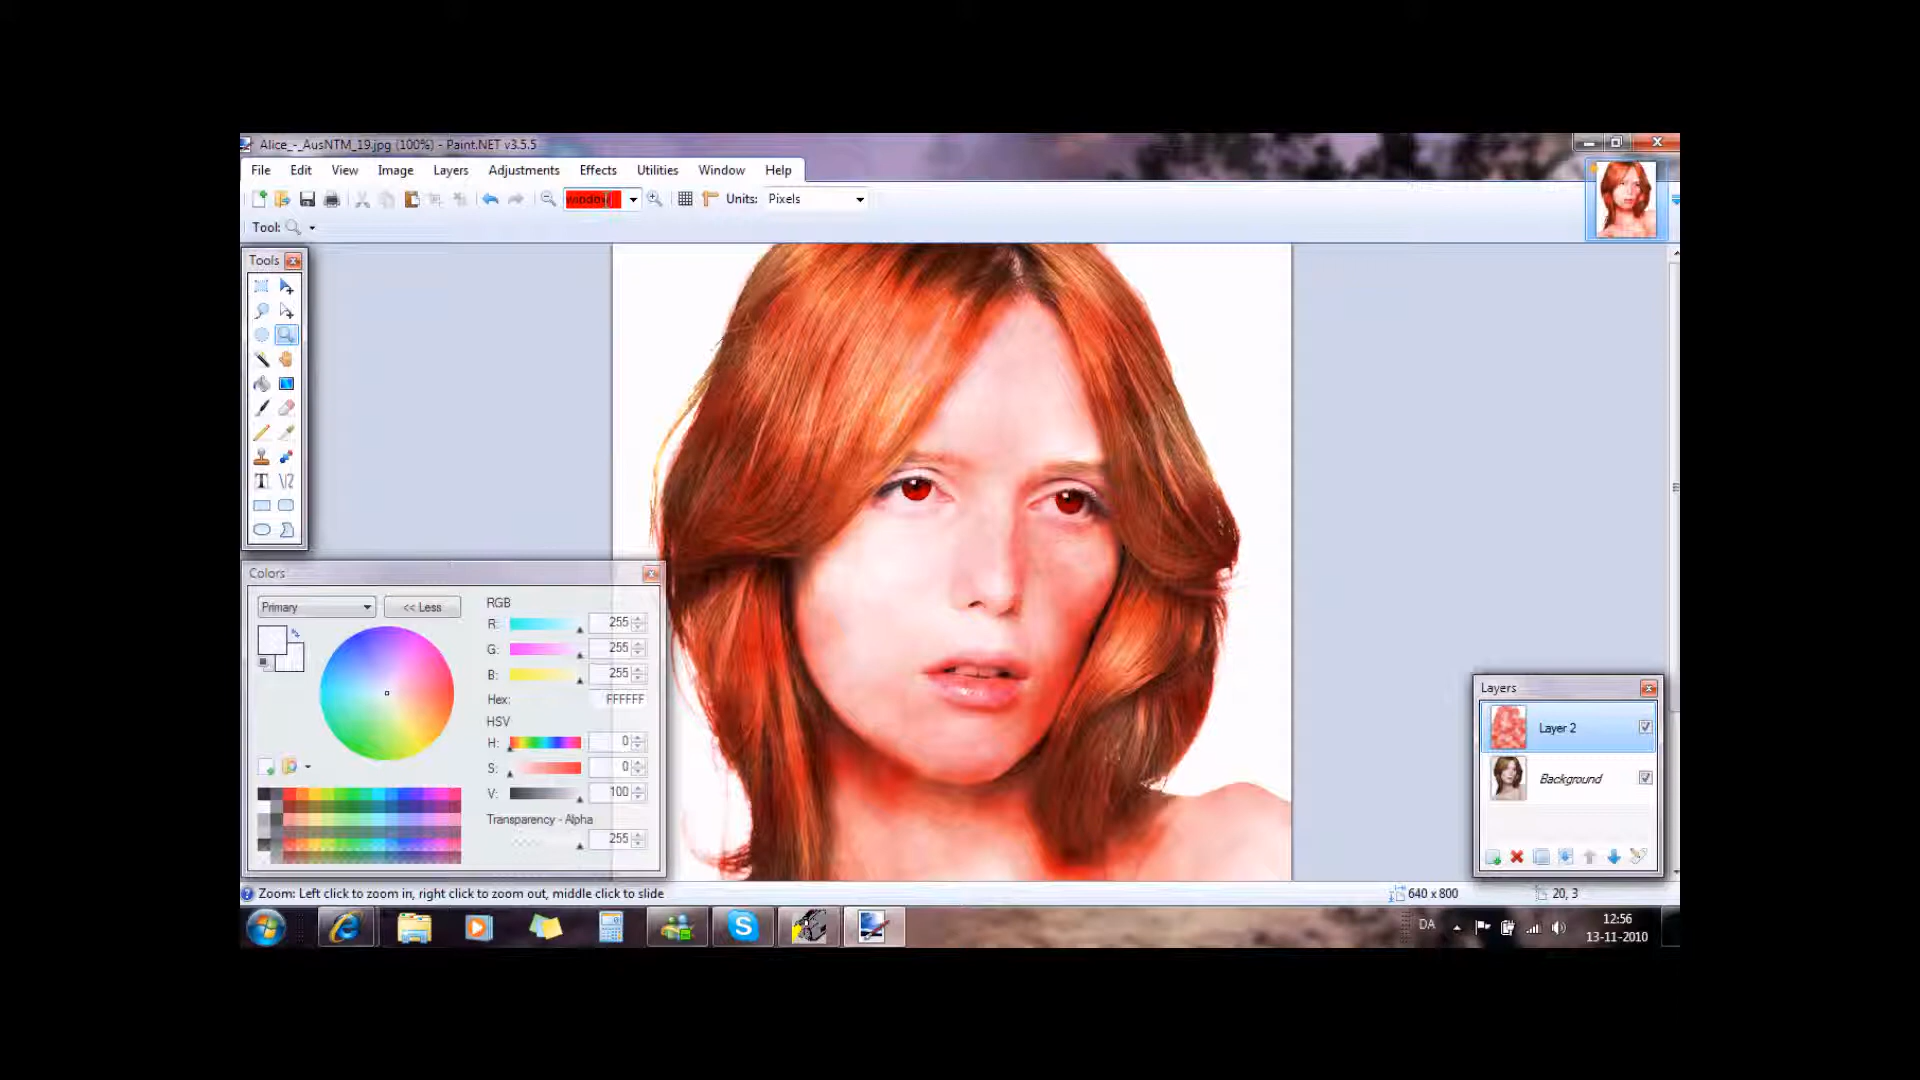 Alice_-_AusNTM_19.jpg (100%) - Paint.NET v3.5.5
File Edit View Image Layers Adjustments Effects Utilities Window Help
window Units: Pixels
Tool:
Tools
Colors
Primary << Less
RGB
R: 255
G: 255
B: 255
Hex: FFFFFF
HSV
H: 0
S: 0
V: 100
Transparency - Alpha
255
Layers
Layer 2
Background
Zoom: Left click to zoom in, right click to zoom out, middle click to slide
640 x 800 20, 3
DA
12:56
13-11-2010